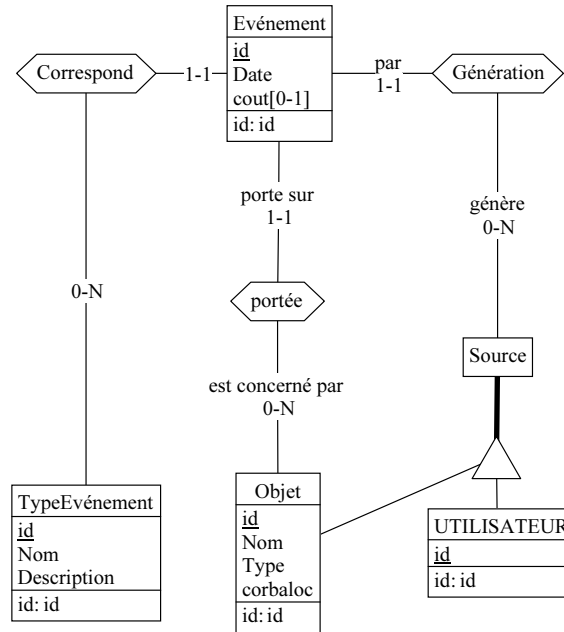 Evénement
id
Date
cout[0-1]
id: id
Correspond
1-1
par
1-1
Génération
porte sur
1-1
génère
0-N
0-N
portée
Source
est concerné par
0-N
TypeEvénement
id
Nom
Description
id: id
Objet
id
Nom
Type
corbaloc
id: id
UTILISATEUR
id
id: id